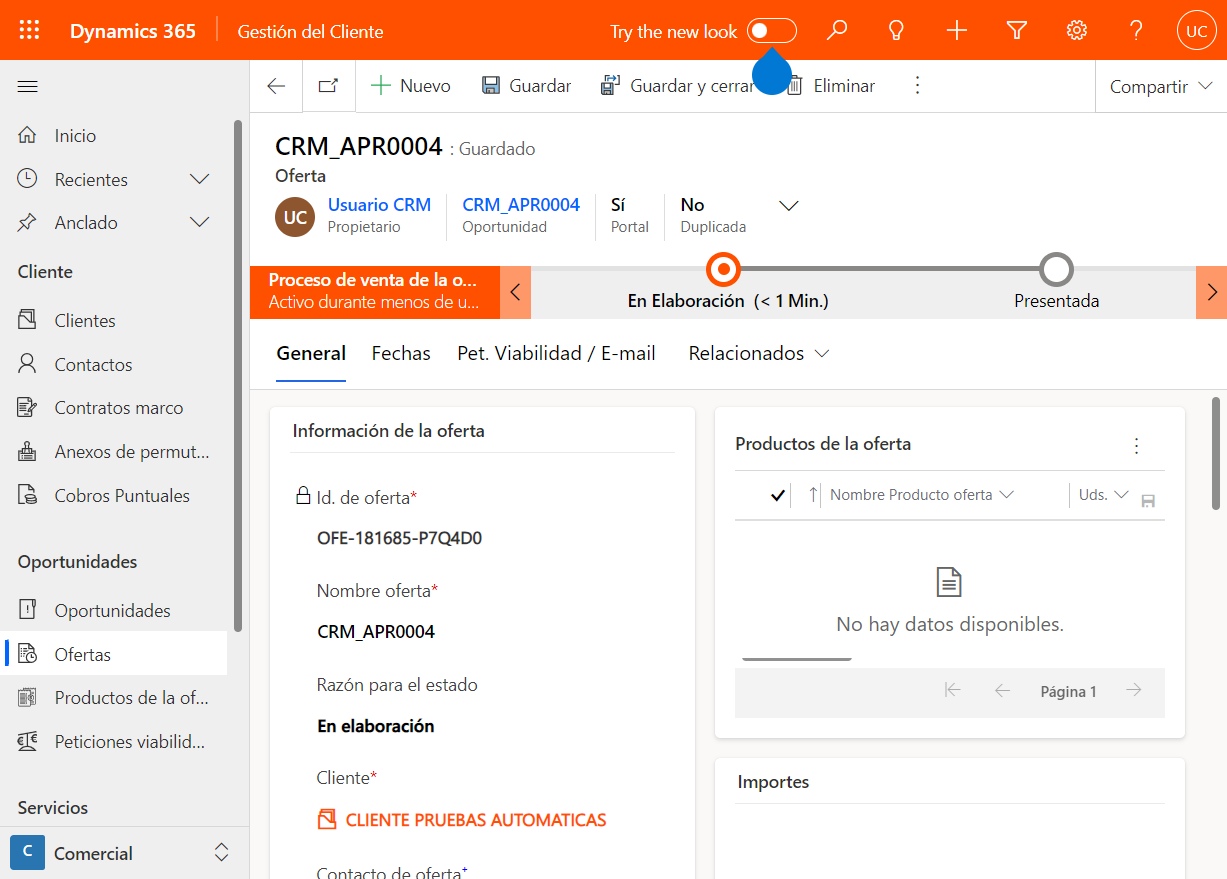 Dynamics 365
Gestión del Cliente
Try the new look
UC
Nuevo
Guardar
Guardar y cerrar
Eliminar
Compartir
Inicio
Recientes
Anclado
Cliente
Clientes
Contactos
Contratos marco
Anexos de permut...
Cobros Puntuales
Oportunidades
Oportunidades
Ofertas
Productos de la of...
Peticiones viabilid...
Servicios
C
Comercial
CRM_APR0004 : Guardado
Oferta
UC
Usuario CRM
Propietario
CRM_APR0004
Oportunidad
Sí
Portal
No
Duplicada
Proceso de venta de la o...
Activo durante menos de u...
En Elaboración (< 1 Min.)
Presentada
General
Fechas
Pet. Viabilidad / E-mail
Relacionados
Información de la oferta
Id. de oferta*
OFE-181685-P7Q4D0
Nombre oferta*
CRM_APR0004
Razón para el estado
En elaboración
Cliente*
CLIENTE PRUEBAS AUTOMATICAS
Contacto de oferta+
Productos de la oferta
Nombre Producto oferta
Uds.
No hay datos disponibles.
Página 1
Importes